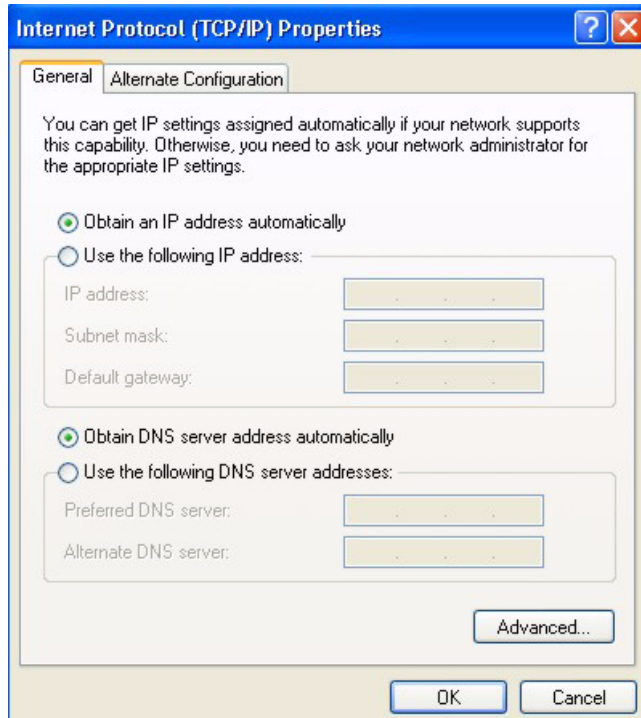 Internet Protocol (TCP/IP) Properties
General
Alternate Configuration
You can get IP settings assigned automatically if your network supports
this capability. Otherwise, you need to ask your network administrator for
the appropriate IP settings.
Obtain an IP address automatically
Use the following IP address:
IP address:
Subnet mask:
Default gateway:
Obtain DNS server address automatically
Use the following DNS server addresses:
Preferred DNS server:
Alternate DNS server:
Advanced...
OK
Cancel